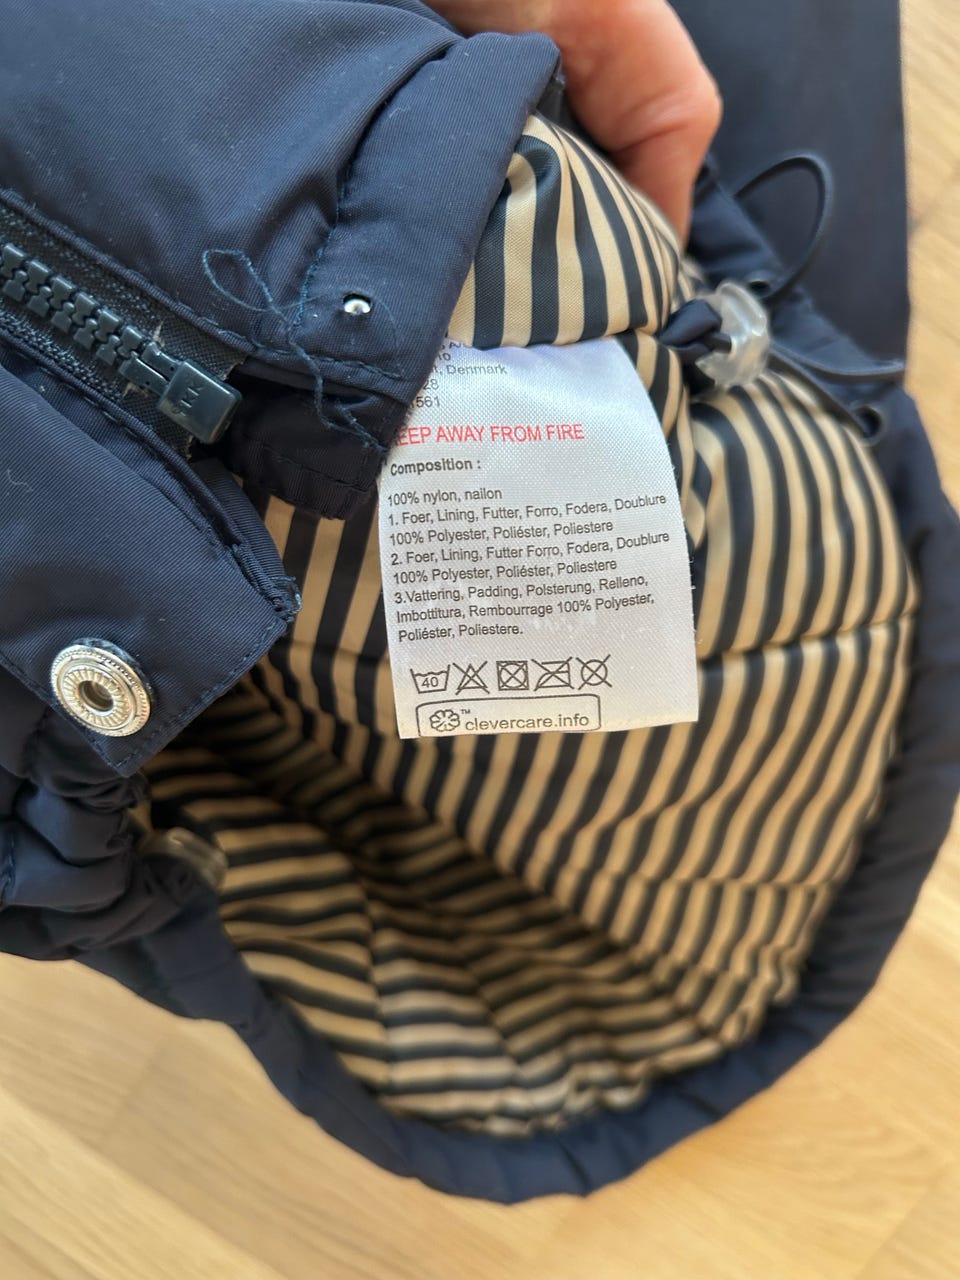 Denmark
EEP AWAY FROM FIRE
Composition :
100% nylon, nailon
1. Foer, Lining, Futter, Forro, Fodera, Doublure
100% Polyester, Poliéster, Poliestere
2. Foer, Lining, Futter Forro, Fodera, Doublure
100% Polyester, Poliéster, Poliestere
3.Vattering, Padding, Polsterung, Relleno,
Imbottitura, Rembourrage 100% Polyester,
Poliéster, Poliestere.
40
TM
clevercare.info
YKK